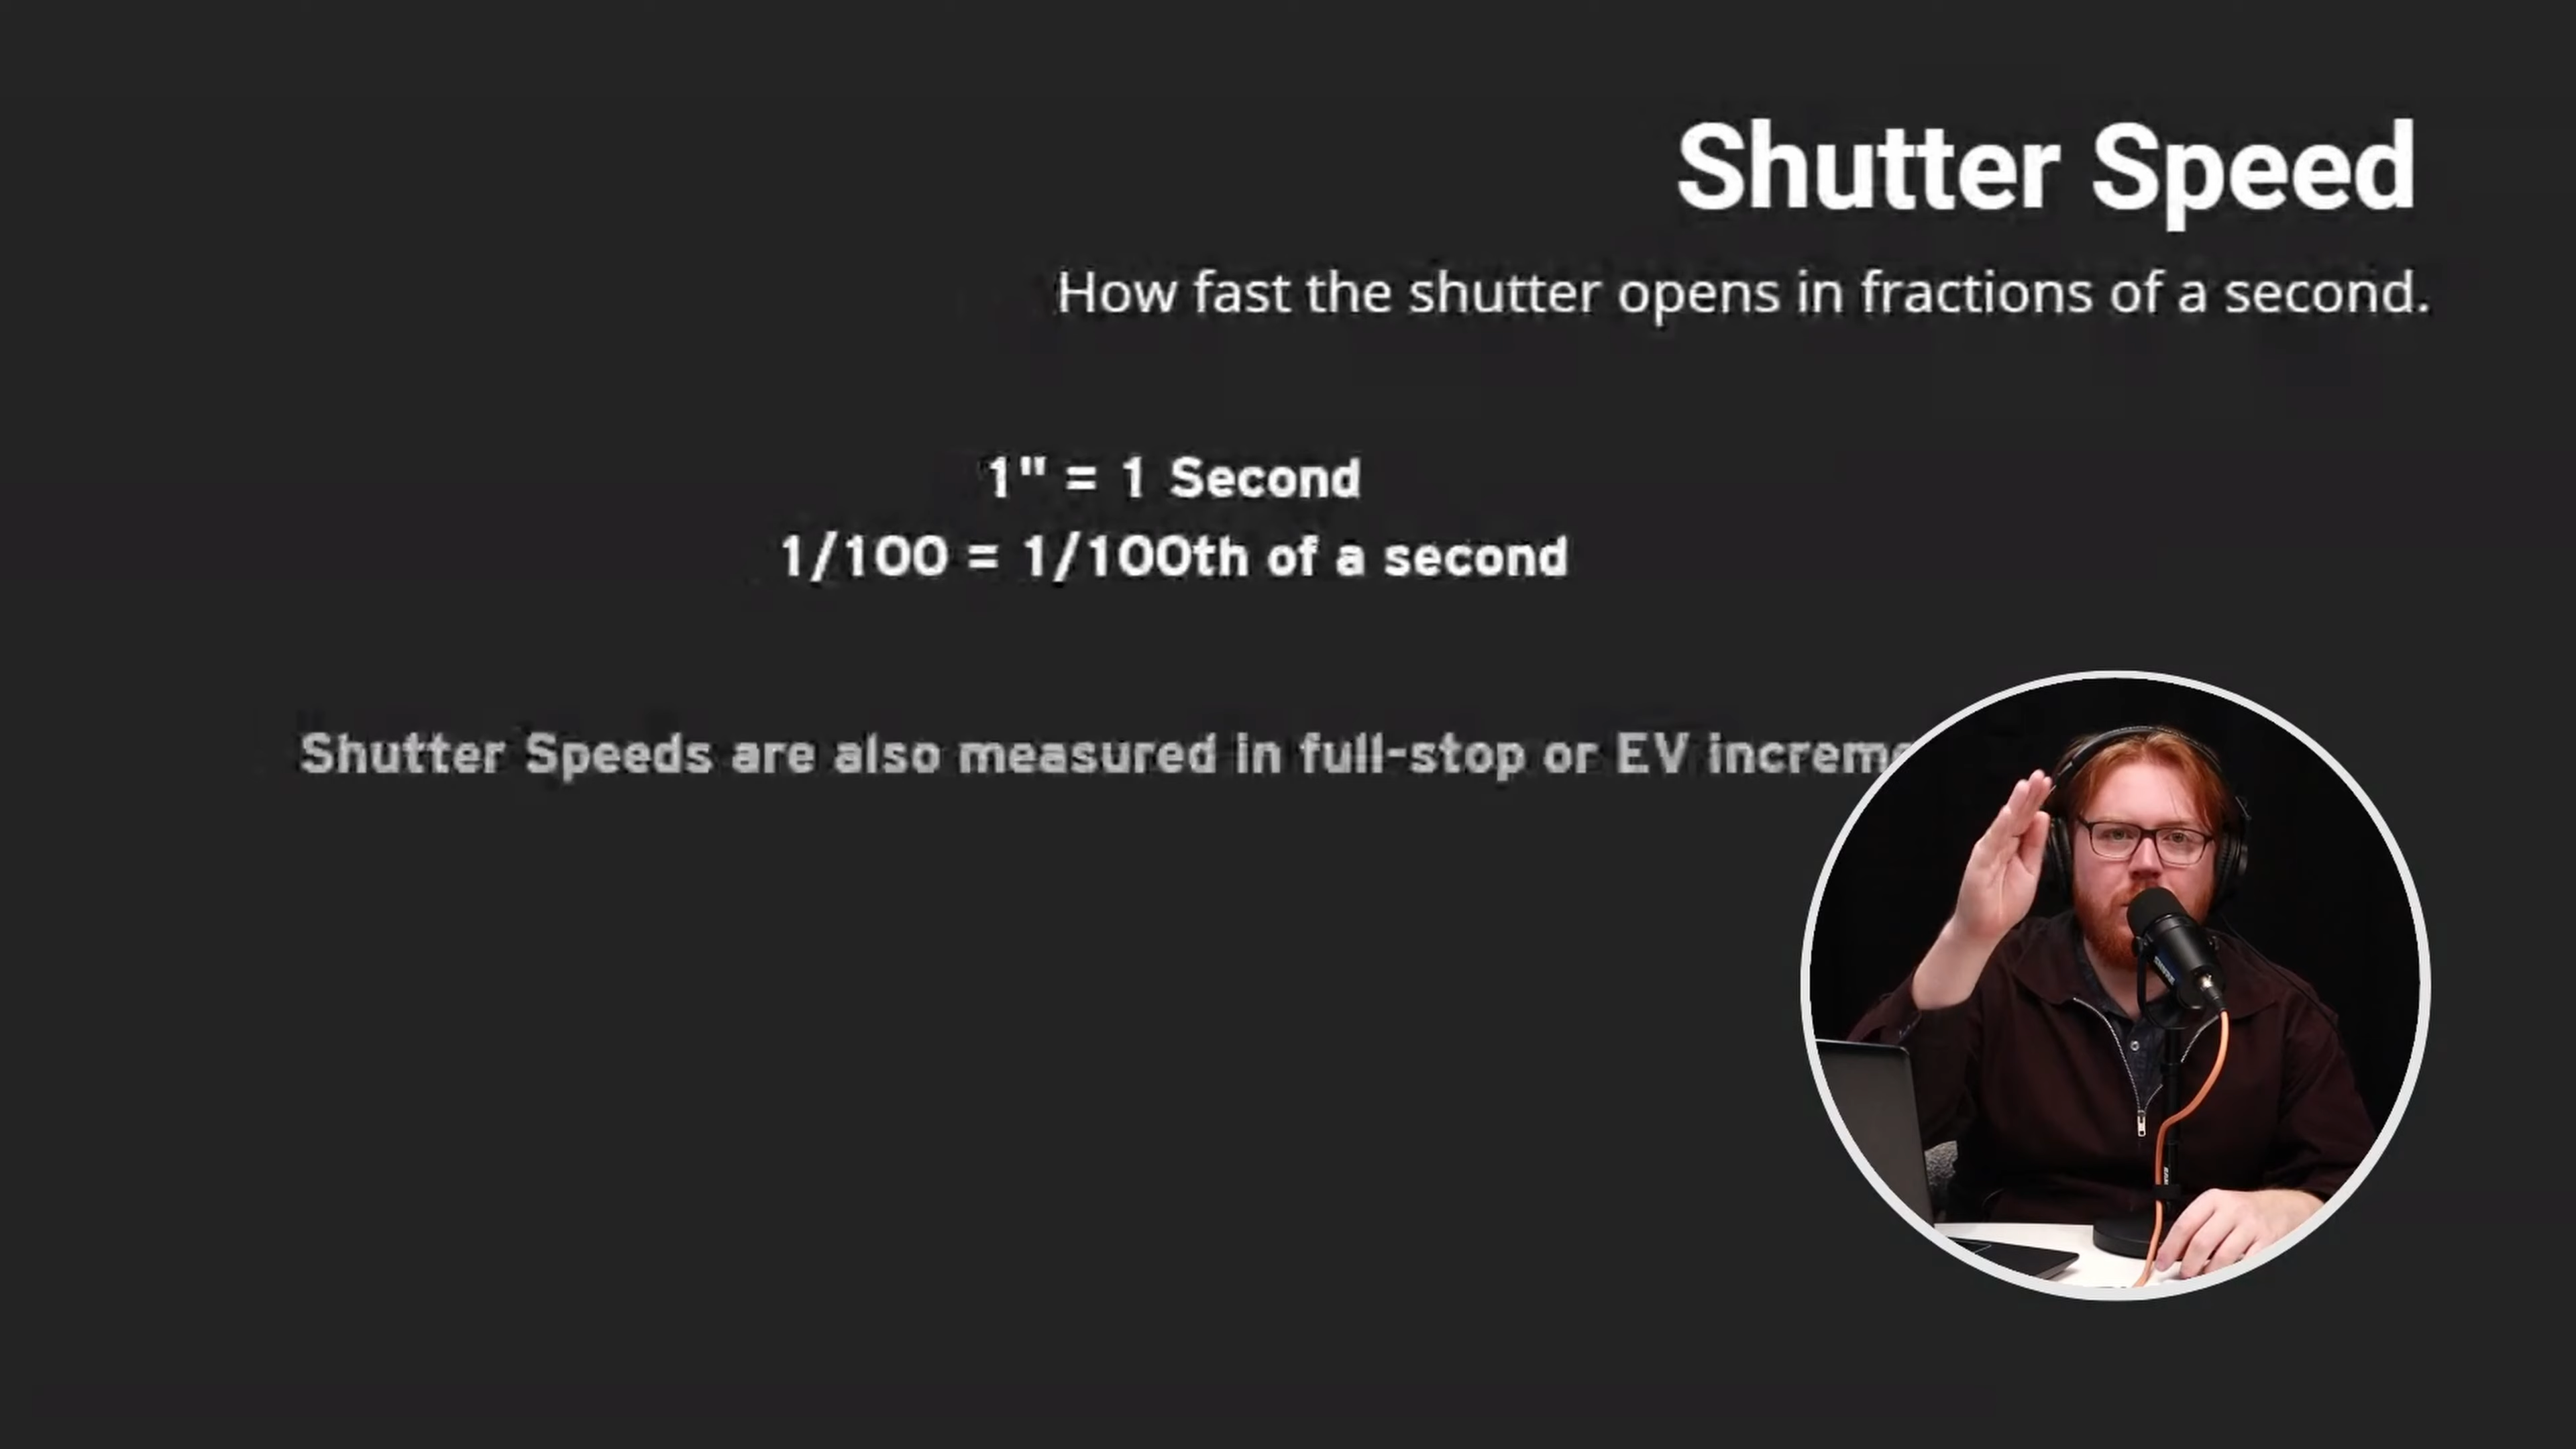 Shutter Speed
How fast the shutter opens in fractions of a second.
1" = 1 Second
1/100 = 1/100th of a second
Shutter Speeds are also measured in full-stop or EV increme